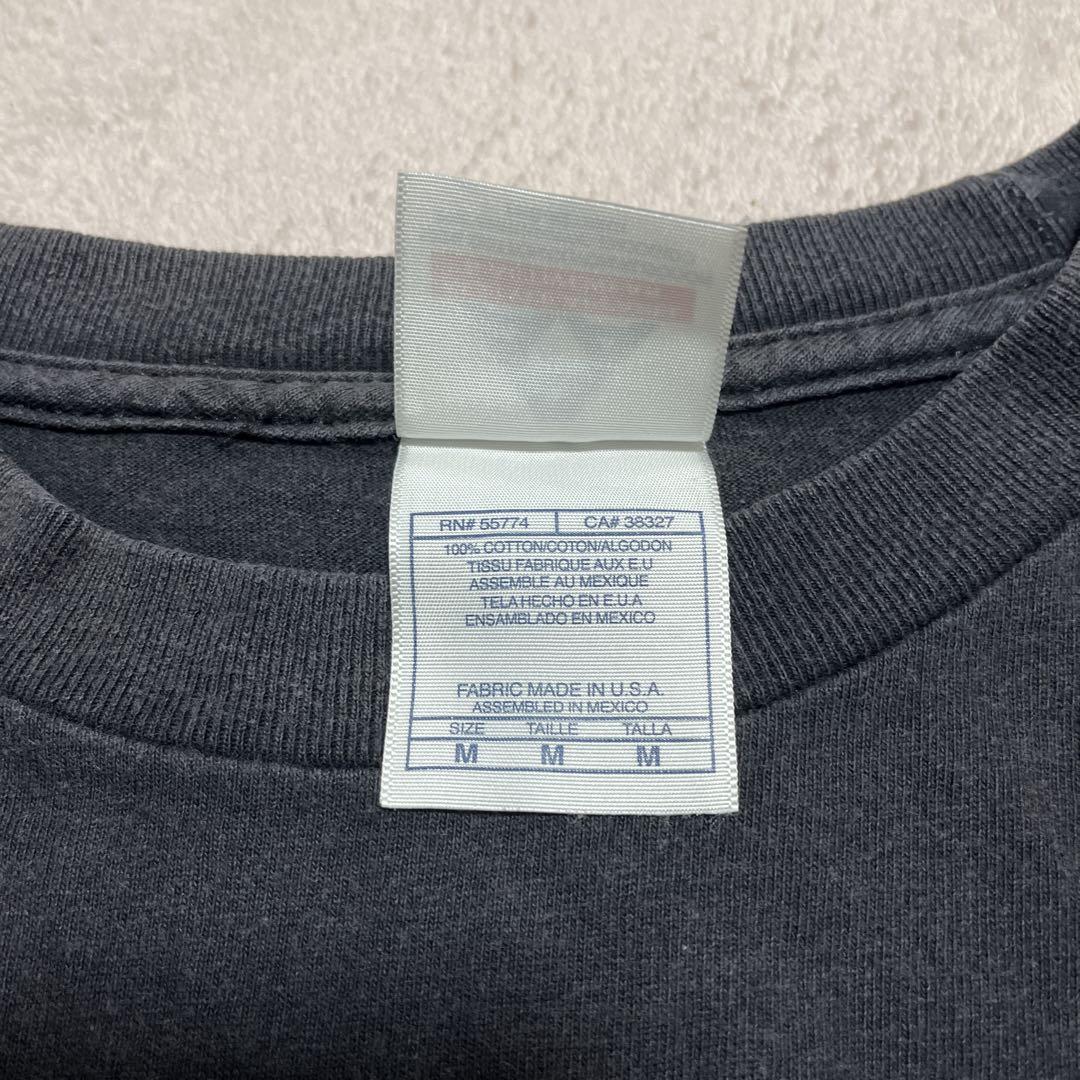 RN# 55774 CA# 38327
100% COTTON/COTON/ALGODON
TISSU FABRIQUE AUX E.U
ASSEMBLE AU MEXIQUE
TELA HECHO EN E.U.A
ENSAMBLADO EN MEXICO
FABRIC MADE IN U.S.A.
ASSEMBLED IN MEXICO
SIZE TAILLE TALLA
M M M